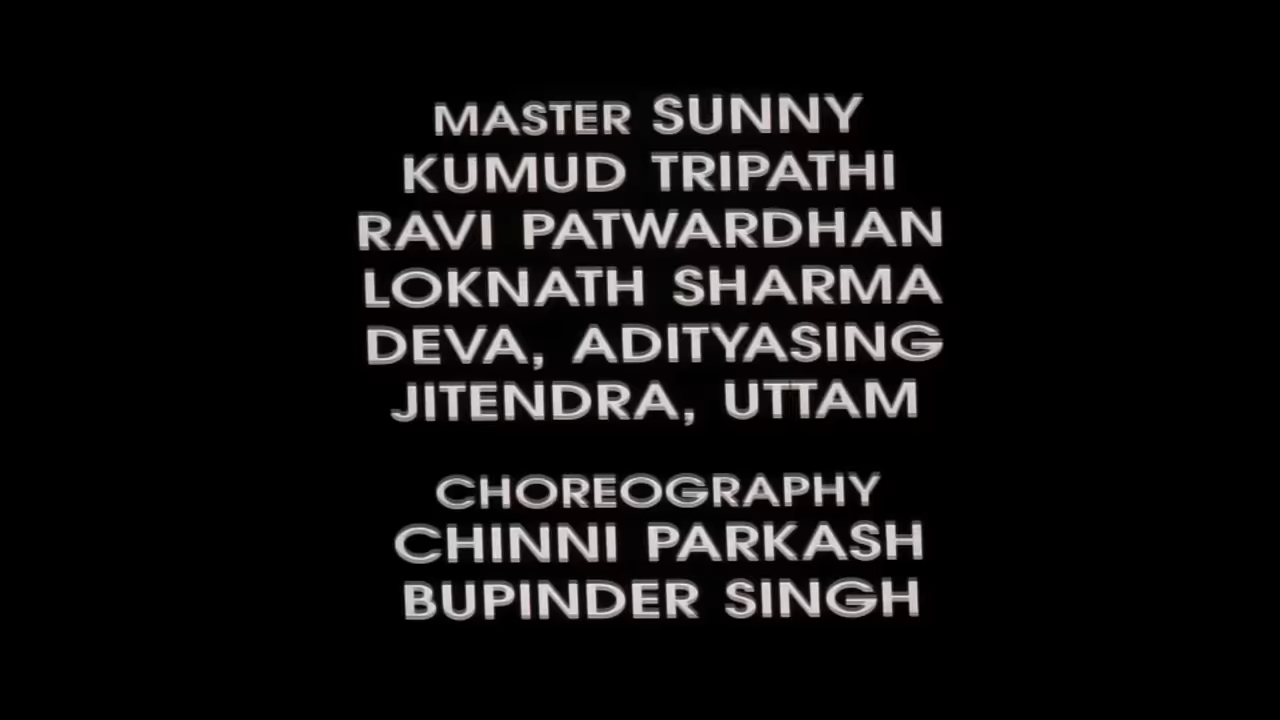 MASTER SUNNY
KUMUD TRIPATHI
RAVI PATWARDHAN
LOKNATH SHARMA
DEVA, ADITYASING
JITENDRA, UTTAM
CHOREOGRAPHY
CHINNI PARKASH
BUPINDER SINGH